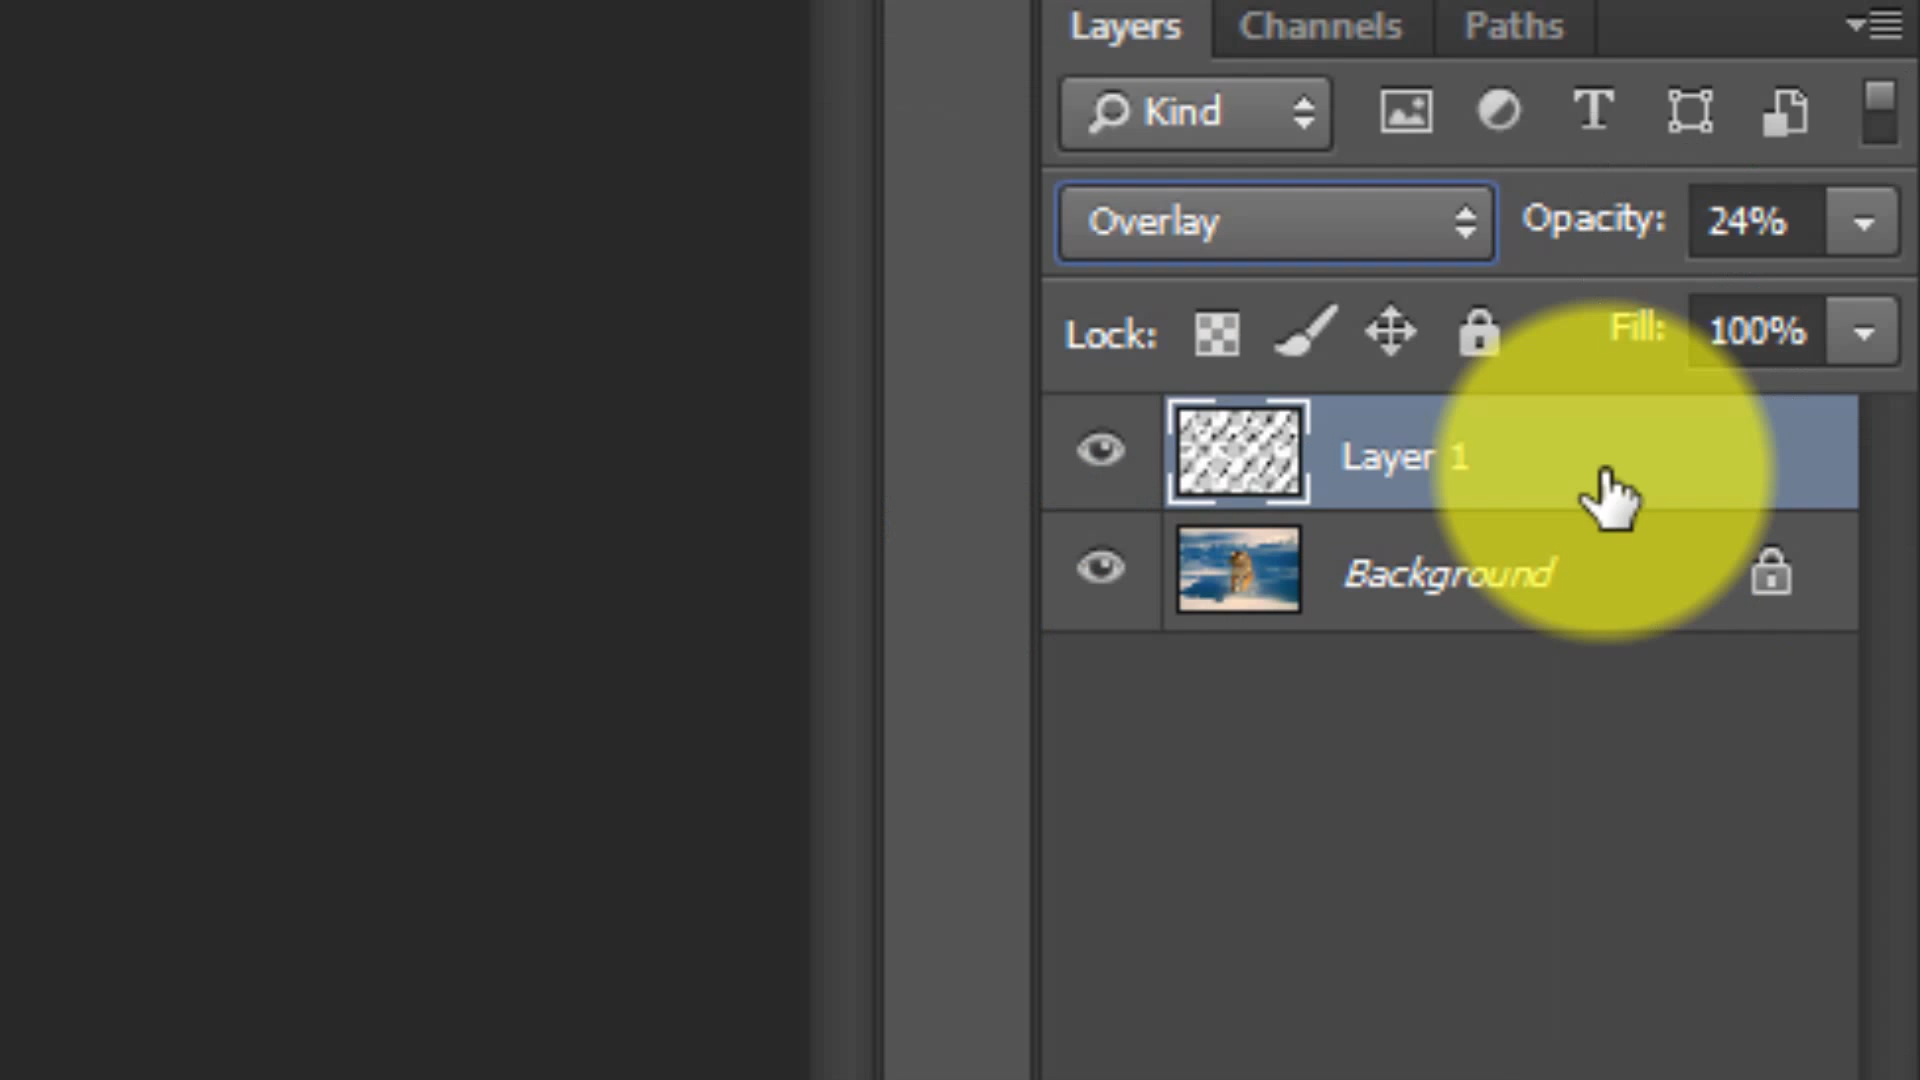 Layers Channels Paths
Kind T
Overlay Opacity: 24%
Lock: Fill: 100%
Layer 1
Background